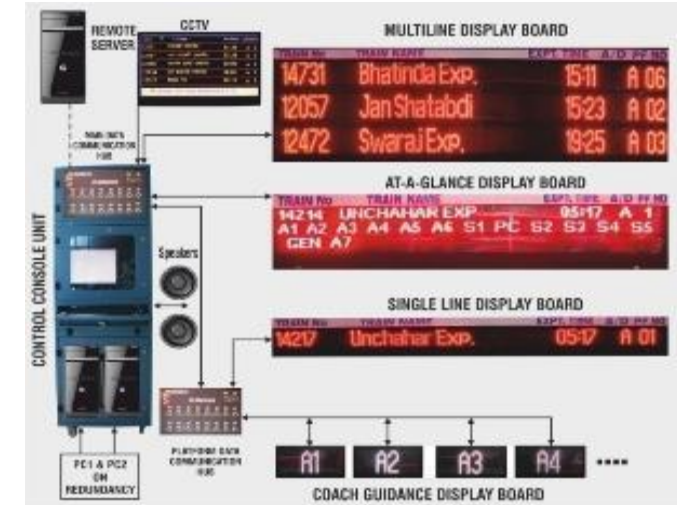 REMOTE SERVER
CCTV
MULTILINE DISPLAY BOARD
TRAIN No TRAIN NAME EXPT. TIME A/D PF NO
14731 Bhatinda Exp. 15:11 A 06
12057 Jan Shatabdi 15:23 A 02
12472 Swaraj Exp. 19:25 A 03
MAIN DATA
COMMUNICATION
HUB
AT-A-GLANCE DISPLAY BOARD
TRAIN No TRAIN NAME EXPT. TIME A/D PF NO
14214 UNCHAHAR EXP 05:17 A 1
A1 A2 A3 A4 A5 A6 S1 PC S2 S3 S4 S5
GEN A7
CONTROL CONSOLE UNIT
Speakers
SINGLE LINE DISPLAY BOARD
TRAIN No TRAIN NAME EXPT. TIME A/D PF NO
14217 Unchahar Exp. 05:17 A 01
PLATFORM DATA
COMMUNICATION
HUB
PC1 & PC2
ON
REDUNDANCY
A1 A2 A3 A4 ....
COACH GUIDANCE DISPLAY BOARD